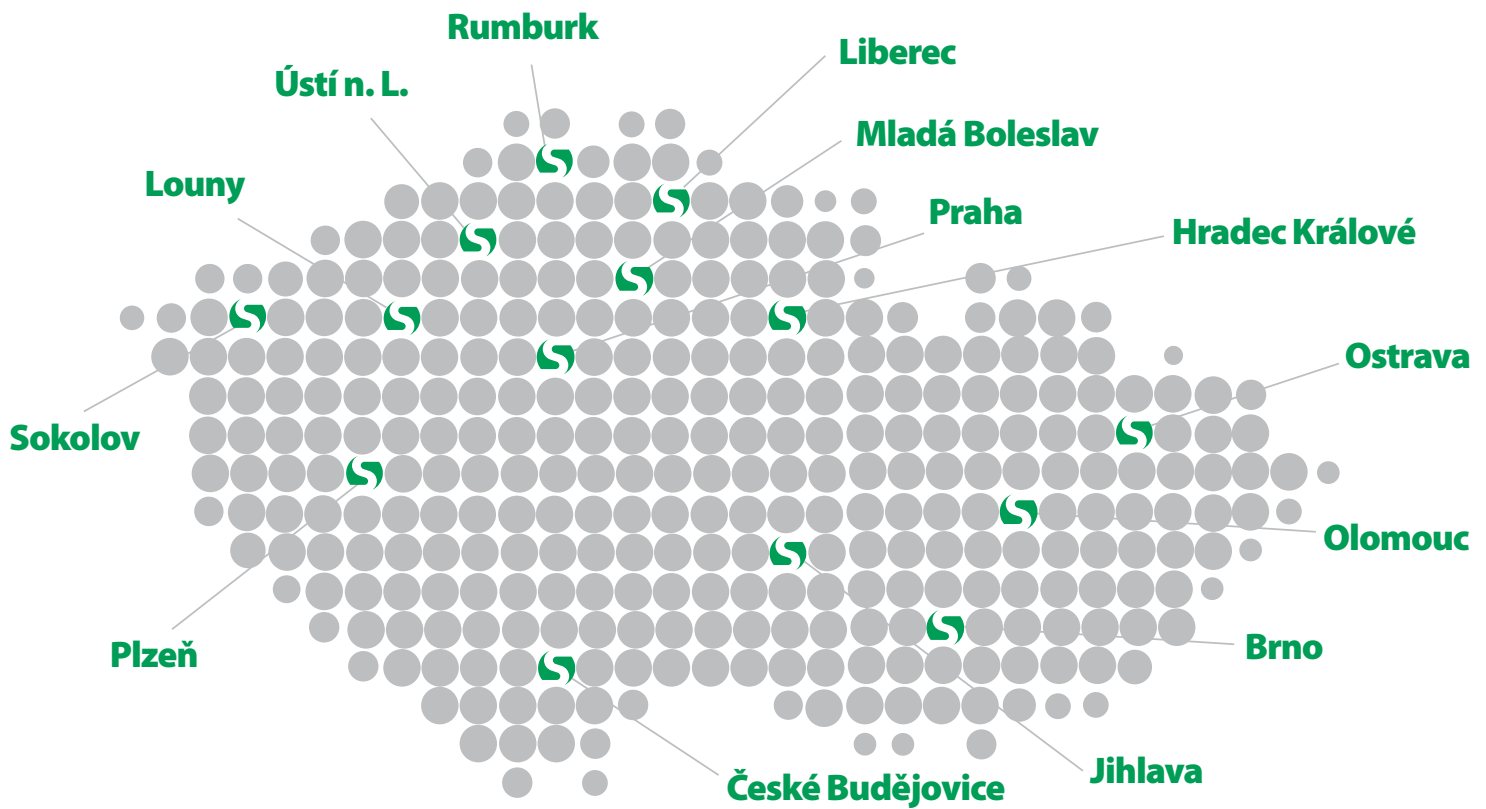 Rumburk
Liberec
Ústí n. L.
Mladá Boleslav
Louny
Praha
Hradec Králové
Ostrava
Sokolov
Olomouc
Brno
Plzeň
Jihlava
České Budějovice